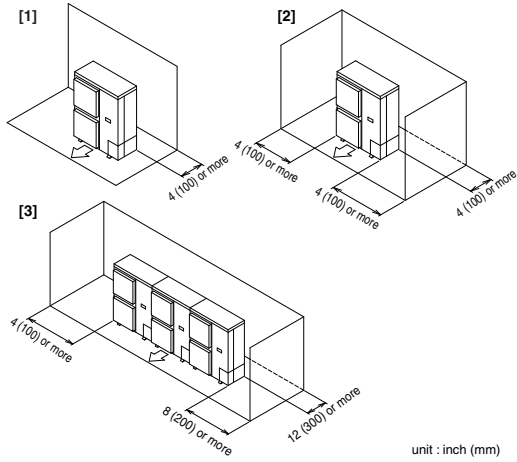 [1]
4 (100) or more
[2]
4 (100) or more
4 (100) or more
4 (100) or more
[3]
4 (100) or more
8 (200) or more
12 (300) or more
unit : inch (mm)